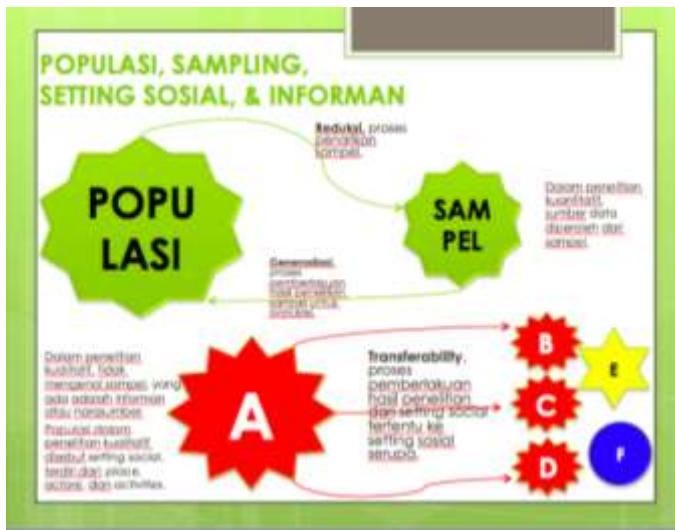 POPULASI, SAMPLING,
SETTING SOSIAL, & INFORMAN
Reduksi, proses
penarikan
sampel.
POPU
LASI
SAM
PEL
Dalam penelitian
kuantitatif,
sumber data
diperoleh dari
sampel.
Generalisasi,
proses
pemberlakuan
hasil penelitian
sampel untuk
populasi.
Dalam penelitian
kualitatif, tidak
mengenal sampel, yang
ada adalah informan
atau narasumber.
Populasi dalam
penelitian kualitatif
disebut setting social,
terdiri dari place,
actors, dan activities.
A
Transferability,
proses
pemberlakuan
hasil penelitian
dari setting social
tertentu ke
setting sosial
serupa.
B
C
D
E
F